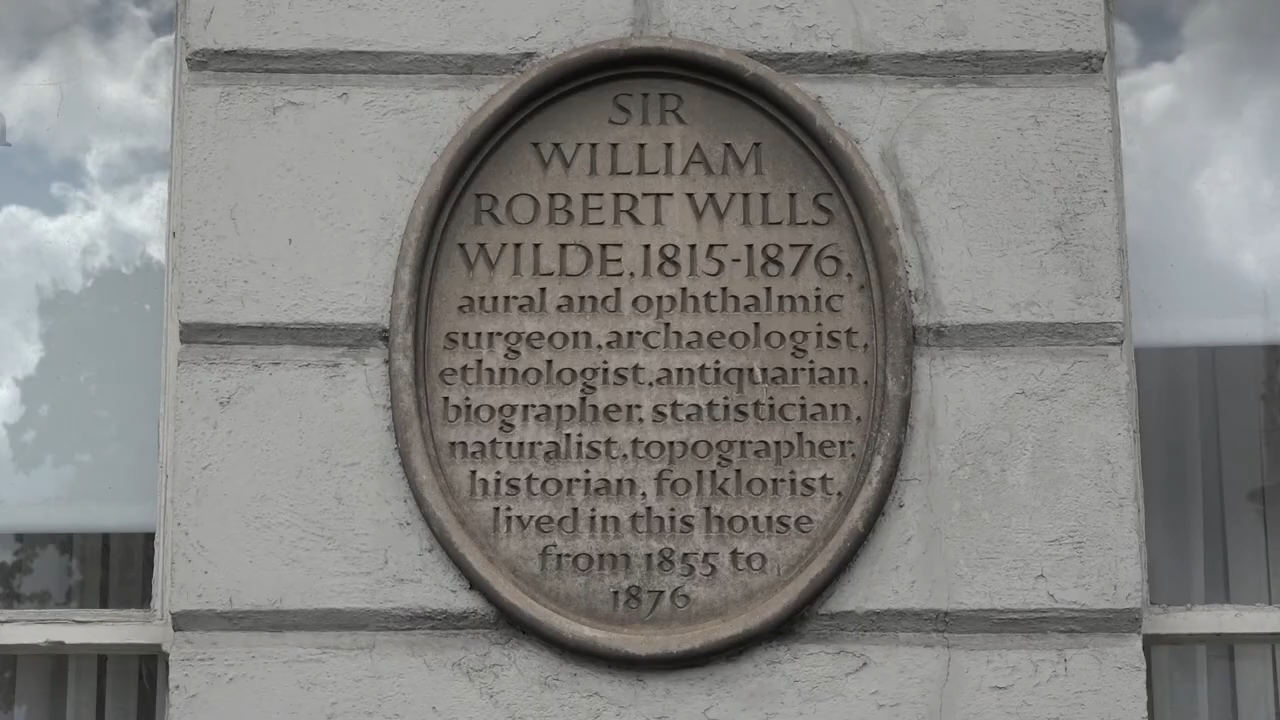 SIR
WILLIAM
ROBERT WILLS
WILDE, 1815-1876,
aural and ophthalmic
surgeon, archaeologist,
ethnologist, antiquarian,
biographer, statistician,
naturalist, topographer,
historian, folklorist,
lived in this house
from 1855 to
1876